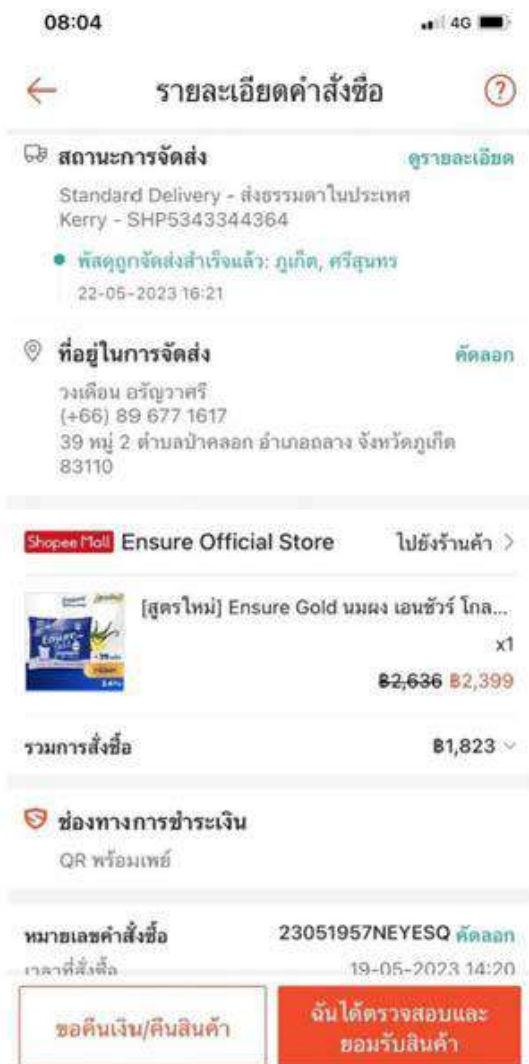 08:04
4G
รายละเอียดคำสั่งซื้อ
?
สถานะการจัดส่ง ดูรายละเอียด
Standard Delivery - ส่งธรรมดาในประเทศ
Kerry - SHP5343344364
พัสดุถูกจัดส่งสำเร็จแล้ว: ภูเก็ต, ศรีสุนทร
22-05-2023 16:21
ที่อยู่ในการจัดส่ง คัดลอก
วงเดือน อรัญวาศรี
(+66) 89 677 1617
39 หมู่ 2 ตำบลป่าคลอก อำเภอถลาง จังหวัดภูเก็ต
83110
Shopee Mall Ensure Official Store ไปยังร้านค้า >
[สูตรใหม่] Ensure Gold นมผง เอนชัวร์ โกล...
x1
฿2,636 ฿2,399
รวมการสั่งซื้อ ฿1,823
ช่องทางการชำระเงิน
QR พร้อมเพย์
หมายเลขคำสั่งซื้อ 23051957NEYESQ คัดลอก
เวลาที่สั่งซื้อ 19-05-2023 14:20
ขอคืนเงิน/คืนสินค้า
ฉันได้ตรวจสอบและ
ยอมรับสินค้า